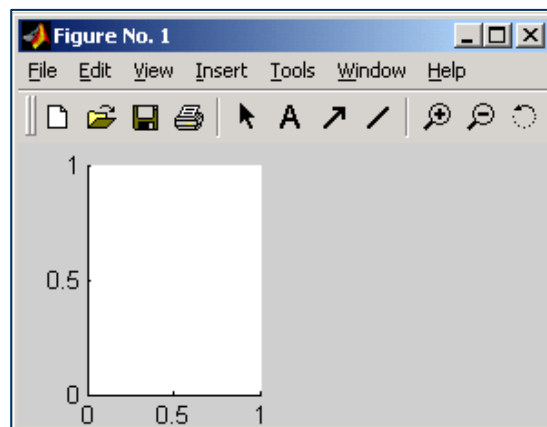 Figure No. 1
File Edit View Insert Tools Window Help
A
1
0.5
0
0 0.5 1